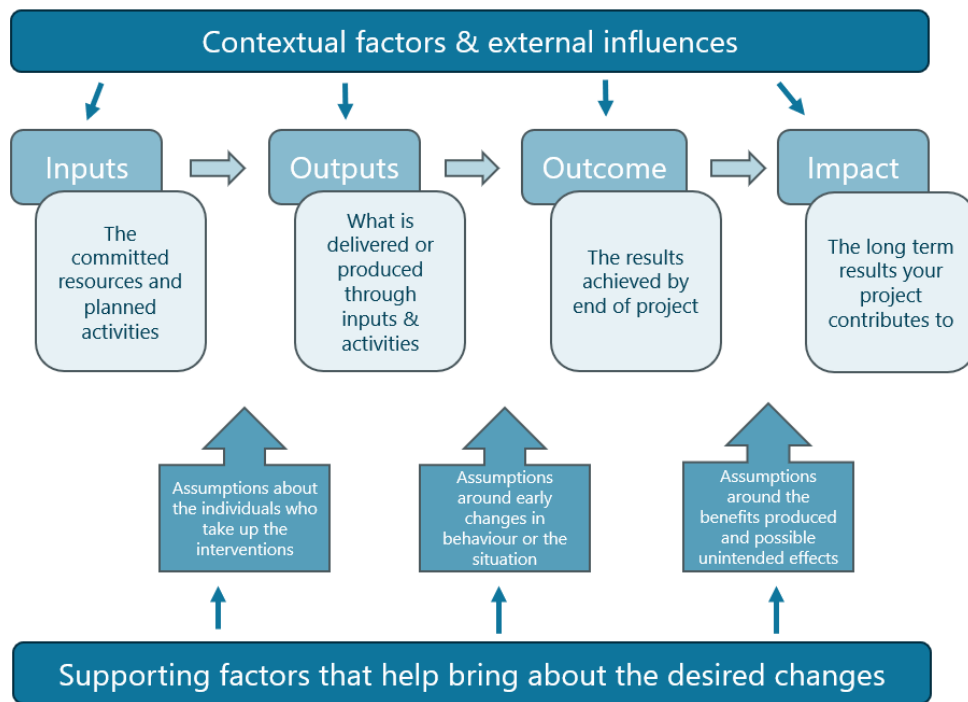 Contextual factors & external influences
Inputs
Outputs
Outcome
Impact
The
committed
resources and
planned
activities
What is
delivered or
produced
through
inputs &
activities
The results
achieved by
end of project
The long term
results your
project
contributes to
Assumptions about
the individuals who
take up the
interventions
Assumptions
around early
changes in
behaviour or the
situation
Assumptions
around the
benefits produced
and possible
unintended effects
Supporting factors that help bring about the desired changes